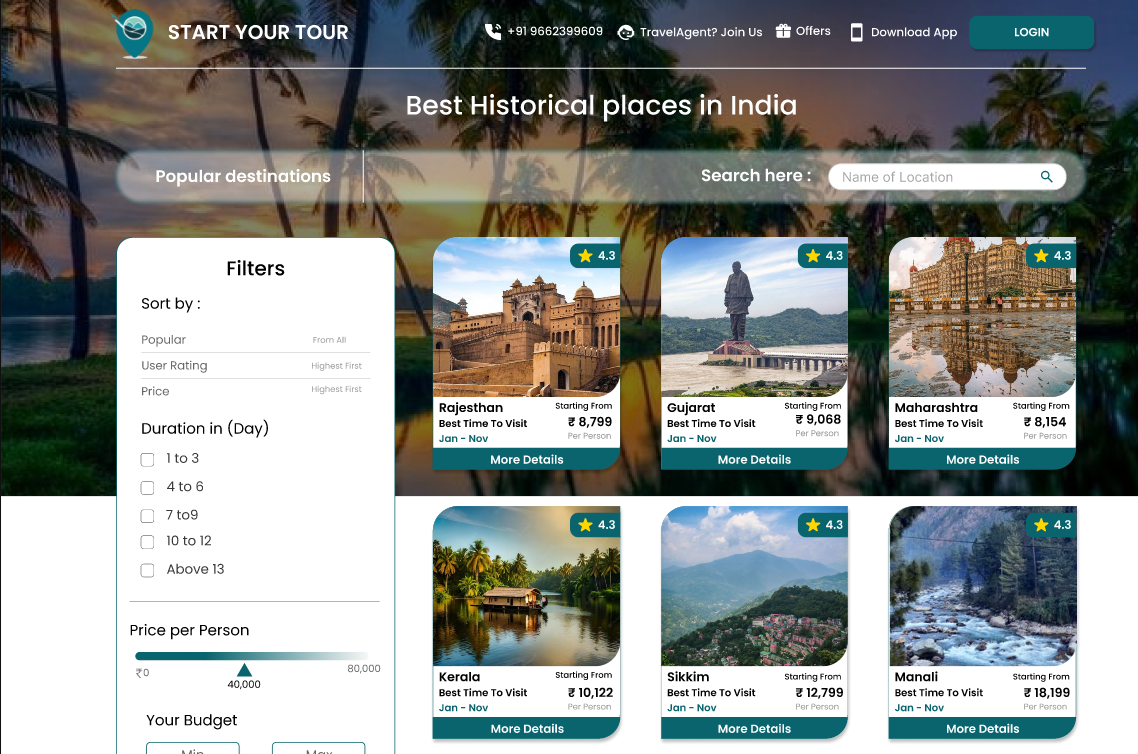 START YOUR TOUR
+91 9662399609
TravelAgent? Join Us
Offers
Download App
LOGIN
Best Historical places in India
Popular destinations
Search here :
Name of Location
Filters
Sort by :
Popular From All
User Rating Highest First
Price Highest First
Duration in (Day)
1 to 3
4 to 6
7 to9
10 to 12
Above 13
Price per Person
₹0 80,000
40,000
Your Budget
Min Max
4.3
Rajesthan Starting From
Best Time To Visit ₹ 8,799
Jan - Nov Per Person
More Details
4.3
Gujarat Starting From
Best Time To Visit ₹ 9,068
Jan - Nov Per Person
More Details
4.3
Maharashtra Starting From
Best Time To Visit ₹ 8,154
Jan - Nov Per Person
More Details
4.3
Kerala Starting From
Best Time To Visit ₹ 10,122
Jan - Nov Per Person
More Details
4.3
Sikkim Starting From
Best Time To Visit ₹ 12,799
Jan - Nov Per Person
More Details
4.3
Manali Starting From
Best Time To Visit ₹ 18,199
Jan - Nov Per Person
More Details